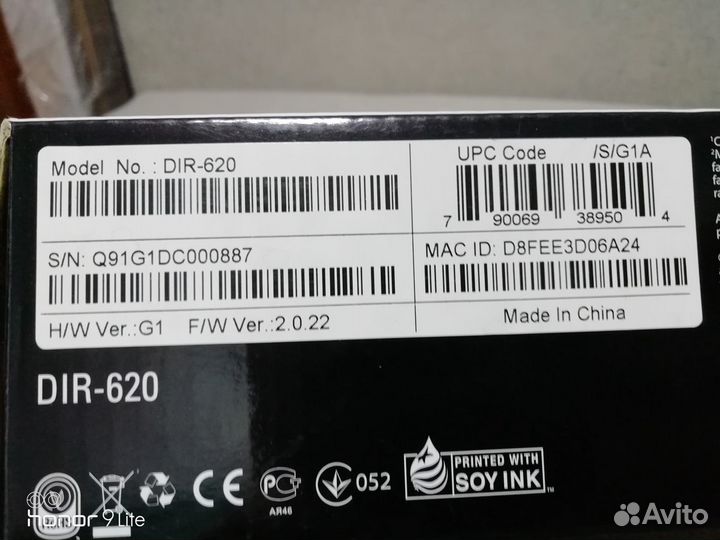 Model No. : DIR-620
UPC Code /S/G1A
7 90069 38950 4
S/N: Q91G1DC000887
MAC ID: D8FEE3D06A24
H/W Ver.:G1 F/W Ver.:2.0.22
Made In China
DIR-620
RoHS
AR46
052
PRINTED WITH
SOY INK
HONOR 9 Lite
Avito